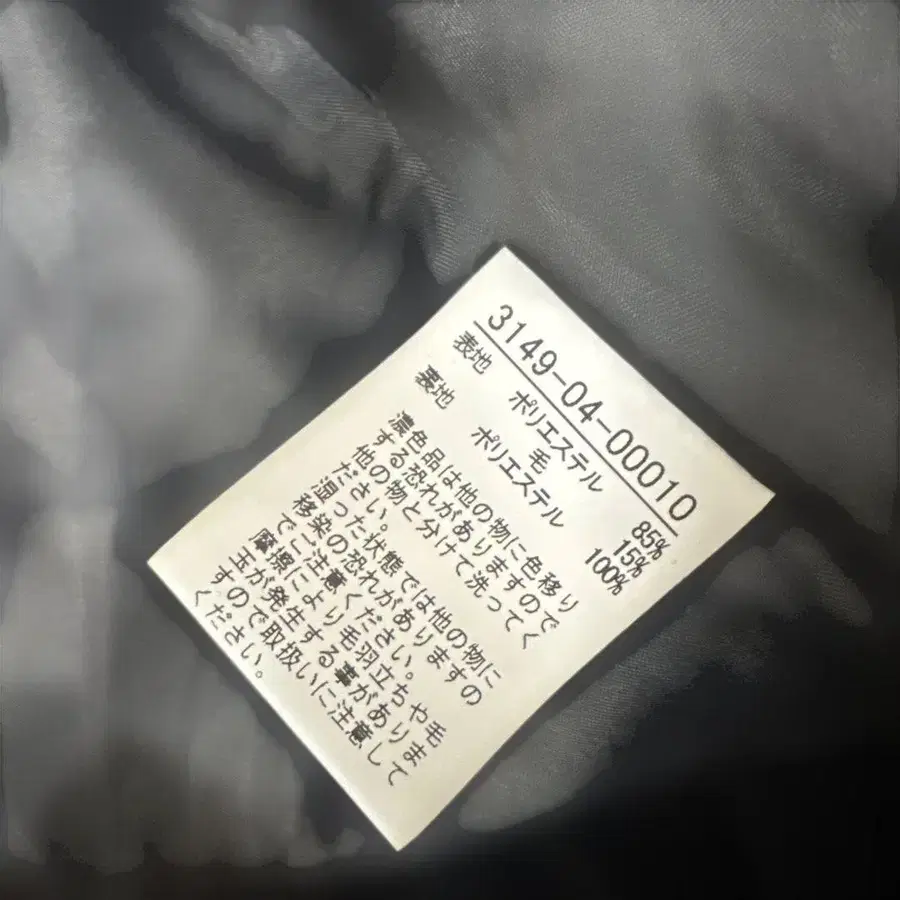 3149-04-00010
表地 ポリエステル 85%
毛 15%
裏地 ポリエステル 100%
濃色品は他の物に色移り
する恐れがありますので
他の物と分けて洗ってく
ださい。
湿った状態では他の物に
移染の恐れがありますの
でご注意ください。
摩擦により毛羽立ちや毛
玉が発生する事がありま
すので取扱いに注意して
ください。